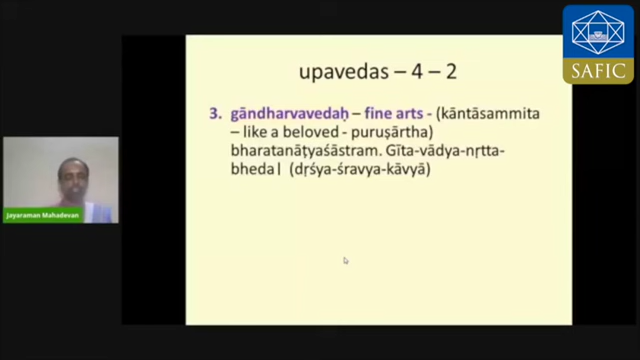 SAFIC
upavedas – 4 – 2
3. gāndharvavedaḥ – fine arts - (kāntāsammita
– like a beloved - puruṣārtha)
bharatanāṭyaśāstram. Gīta-vādya-nṛtta-
bheda| (dṛśya-śravya-kāvyā)
Jayaraman Mahadevan